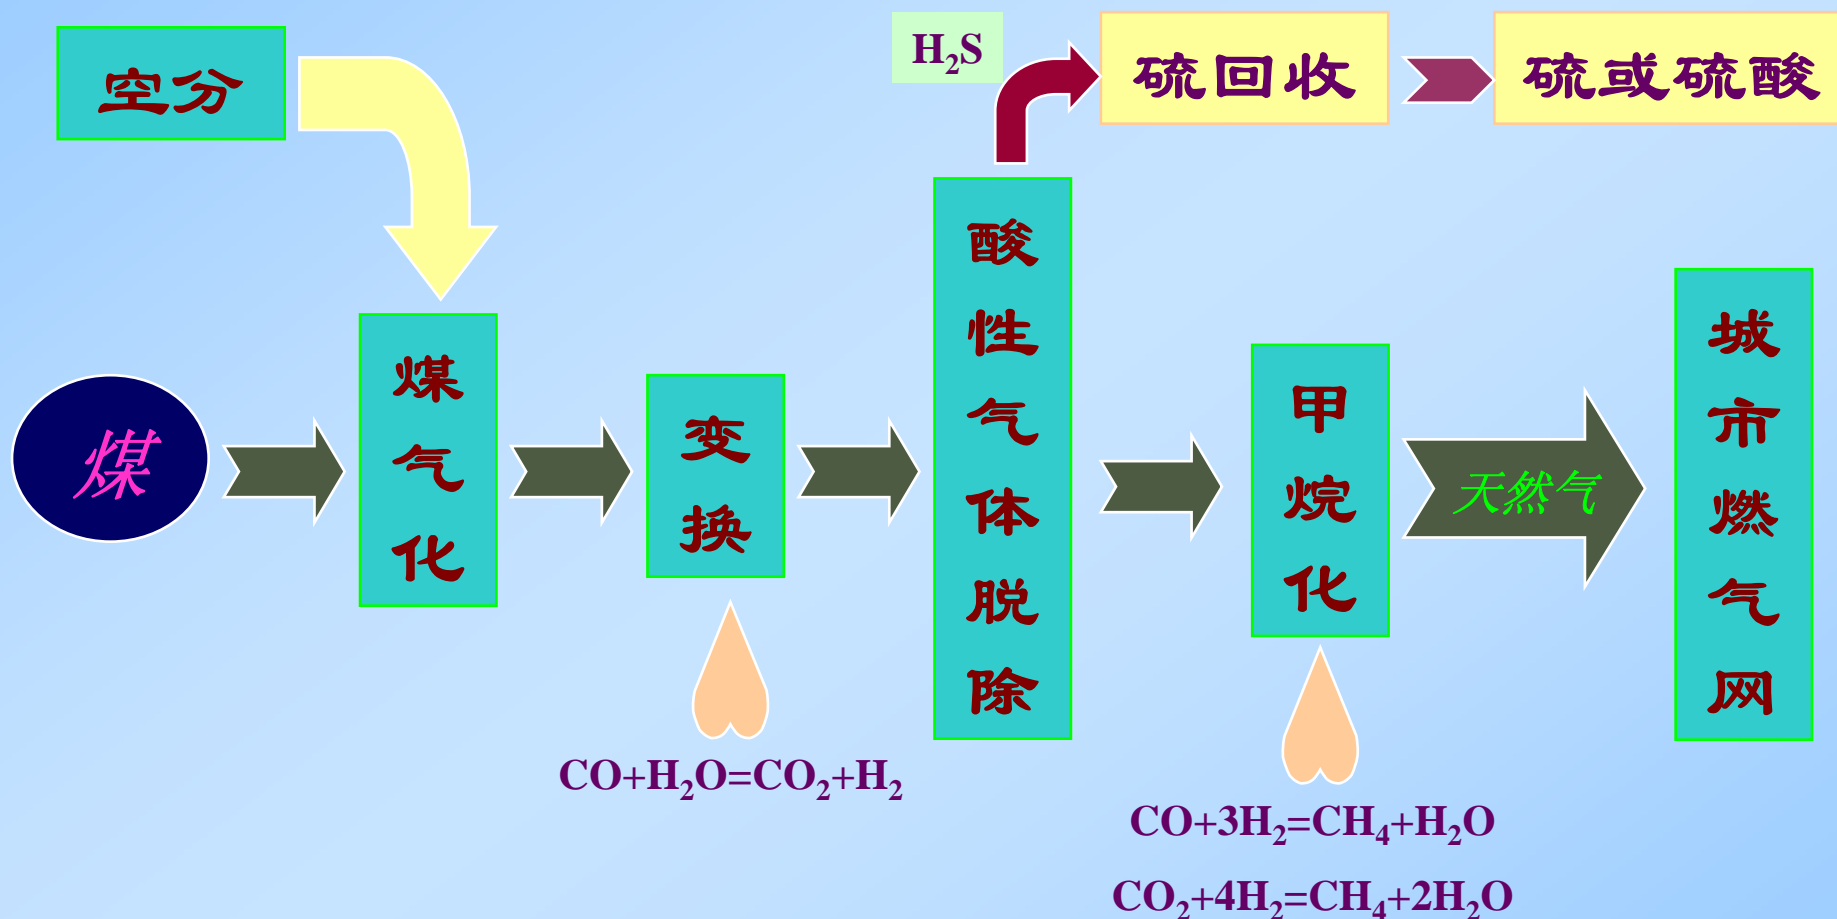 空分
H₂S
硫回收
硫或硫酸
煤
煤气化
变换
酸性气体脱除
甲烷化
天然气
城市燃气网
CO+H₂O=CO₂+H₂
CO+3H₂=CH₄+H₂O
CO₂+4H₂=CH₄+2H₂O